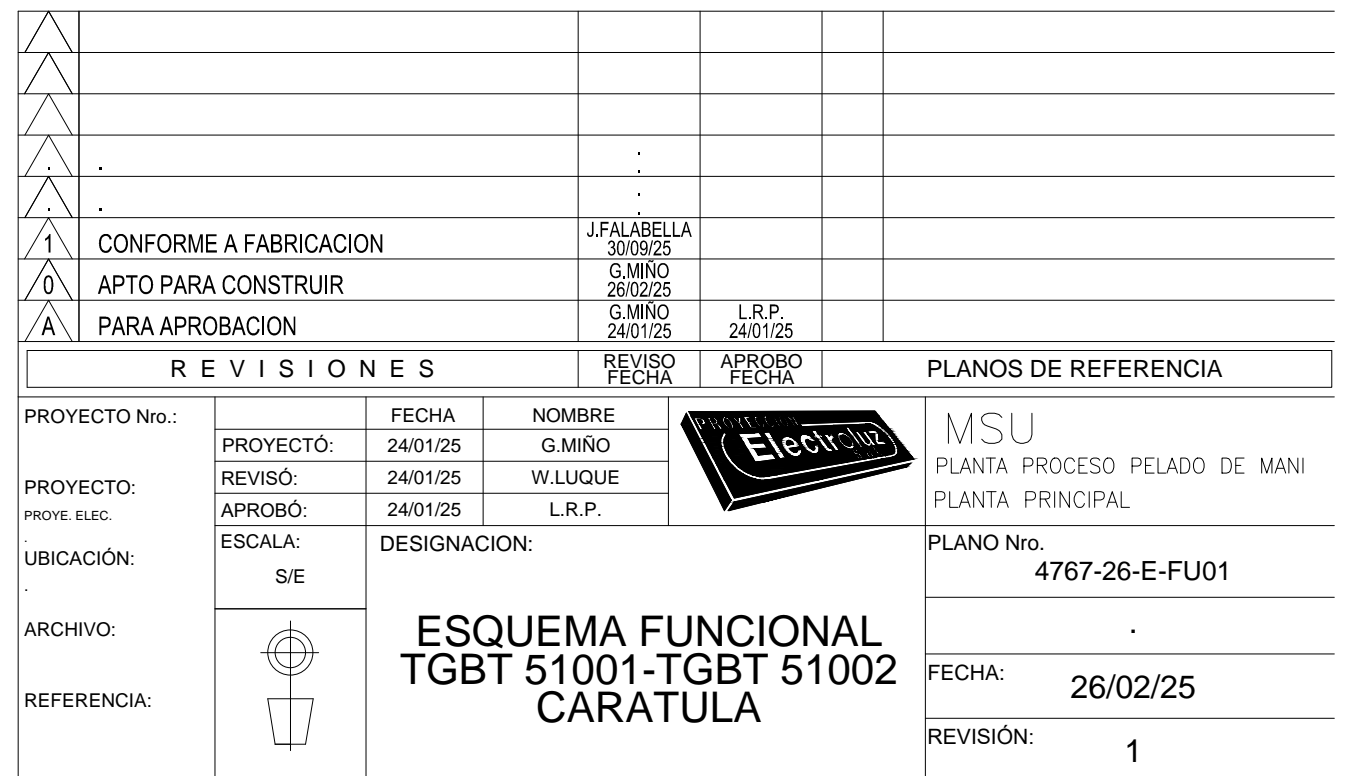 . . .
.
. . .
.
1 CONFORME A FABRICACION J.FALABELLA
30/09/25
0 APTO PARA CONSTRUIR G.MIÑO
26/02/25
A PARA APROBACION G.MIÑO L.R.P.
24/01/25 24/01/25
REVISIONES REVISO APROBO PLANOS DE REFERENCIA
FECHA FECHA
PROYECTO Nro.: FECHA NOMBRE
PROYECTÓ: 24/01/25 G.MIÑO
REVISÓ: 24/01/25 W.LUQUE
APROBÓ: 24/01/25 L.R.P.
PROYECTO:
PROYE. ELEC.
.
UBICACIÓN:
.
ARCHIVO:
REFERENCIA:
ESCALA:
S/E
PROYECCION
Electroluz
MSU
PLANTA PROCESO PELADO DE MANI
PLANTA PRINCIPAL
DESIGNACION:
ESQUEMA FUNCIONAL
TGBT 51001-TGBT 51002
CARATULA
PLANO Nro.
4767-26-E-FU01
.
FECHA: 26/02/25
REVISIÓN: 1